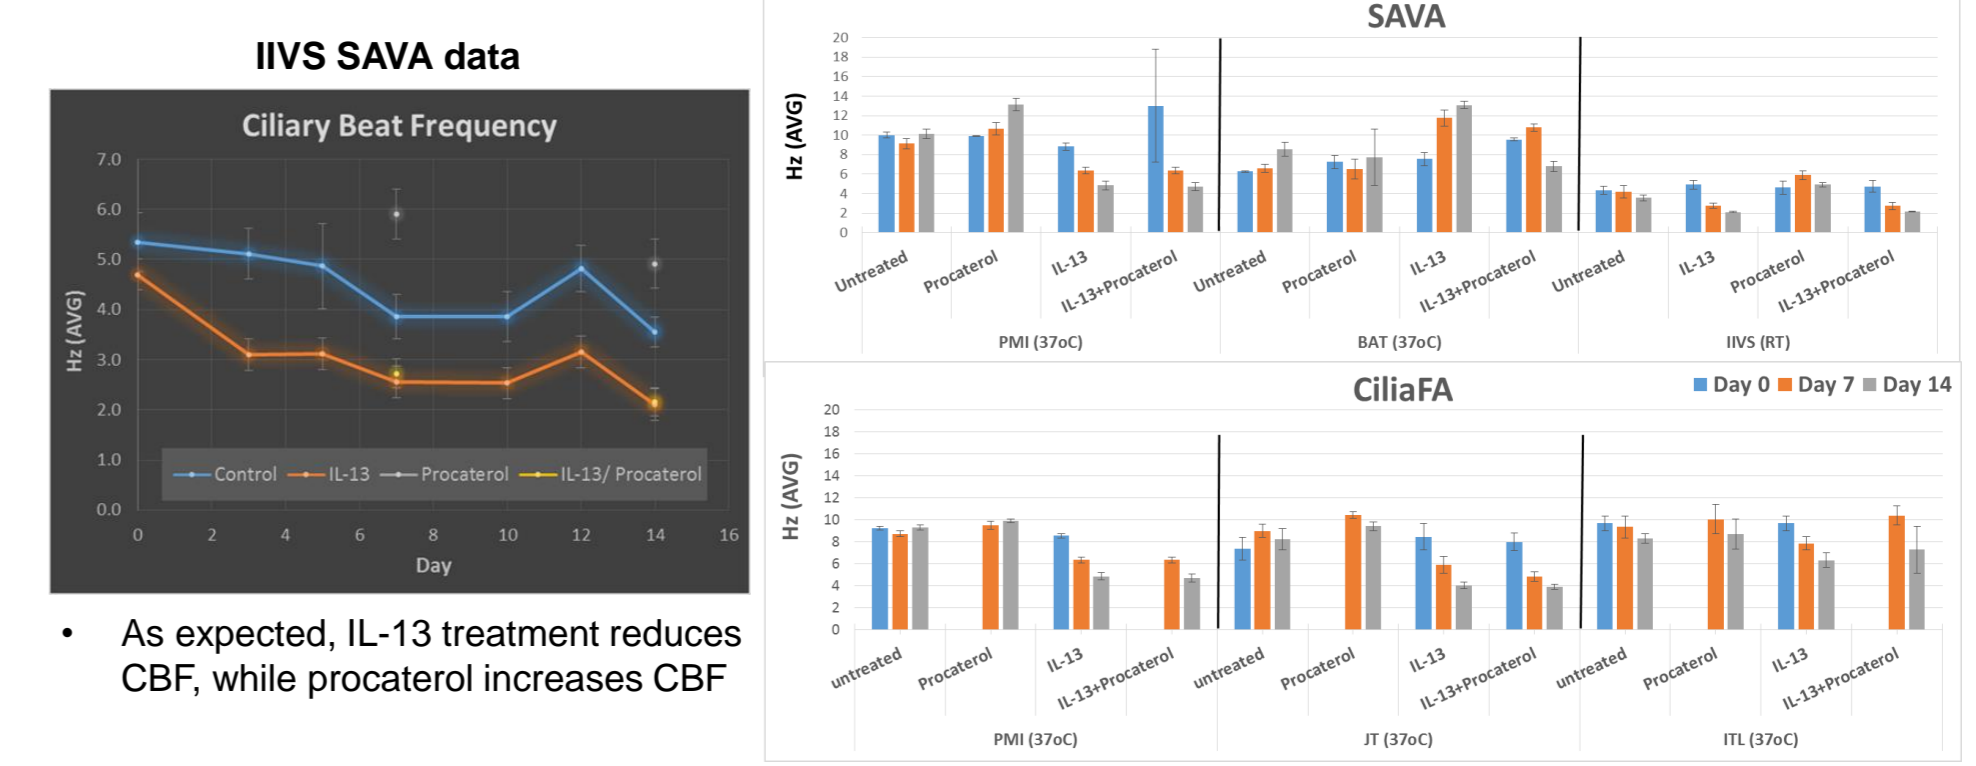 IIVS SAVA data
Ciliary Beat Frequency
7.0
6.0
5.0
4.0
3.0
2.0
1.0
0.0
Hz (AVG)
0 2 4 6 8 10 12 14 16
Day
Control IL-13 Procaterol IL-13/ Procaterol
• As expected, IL-13 treatment reduces
CBF, while procaterol increases CBF
SAVA
20
18
16
14
12
10
8
6
4
2
0
Hz (AVG)
Untreated Procaterol IL-13 IL-13+Procaterol Untreated Procaterol IL-13 IL-13+Procaterol Untreated IL-13 Procaterol IL-13+Procaterol
PMI (37oC) BAT (37oC) IIVS (RT)
CiliaFA
Day 0 Day 7 Day 14
20
18
16
14
12
10
8
6
4
2
0
Hz (AVG)
untreated Procaterol IL-13 IL-13+Procaterol untreated Procaterol IL-13 IL-13+Procaterol untreated Procaterol IL-13 IL-13+Procaterol
PMI (37oC) JT (37oC) ITL (37oC)